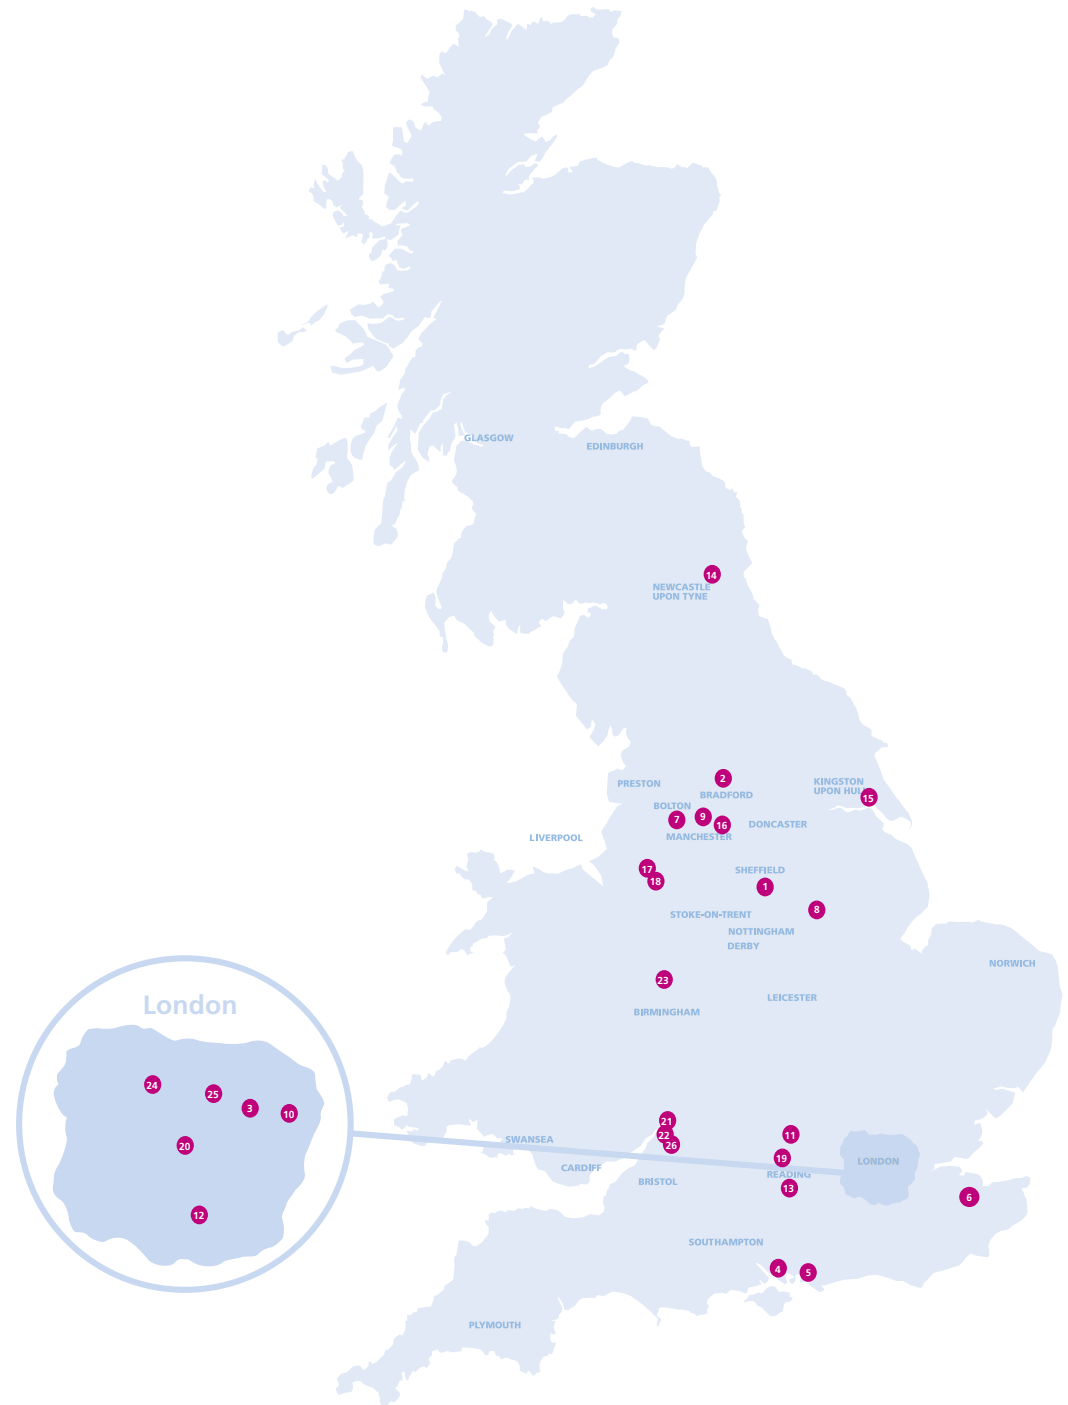 GLASGOW
EDINBURGH
14
NEWCASTLE
UPON TYNE
2
PRESTON
KINGSTON
UPON HULL
15
BRADFORD
BOLTON
7
9
16
DONCASTER
MANCHESTER
LIVERPOOL
17
18
SHEFFIELD
1
8
STOKE-ON-TRENT
NOTTINGHAM
DERBY
NORWICH
23
LEICESTER
BIRMINGHAM
London
24
25
3
10
20
12
21
22
26
11
SWANSEA
19
LONDON
CARDIFF
READING
BRISTOL
13
6
SOUTHAMPTON
4
5
PLYMOUTH